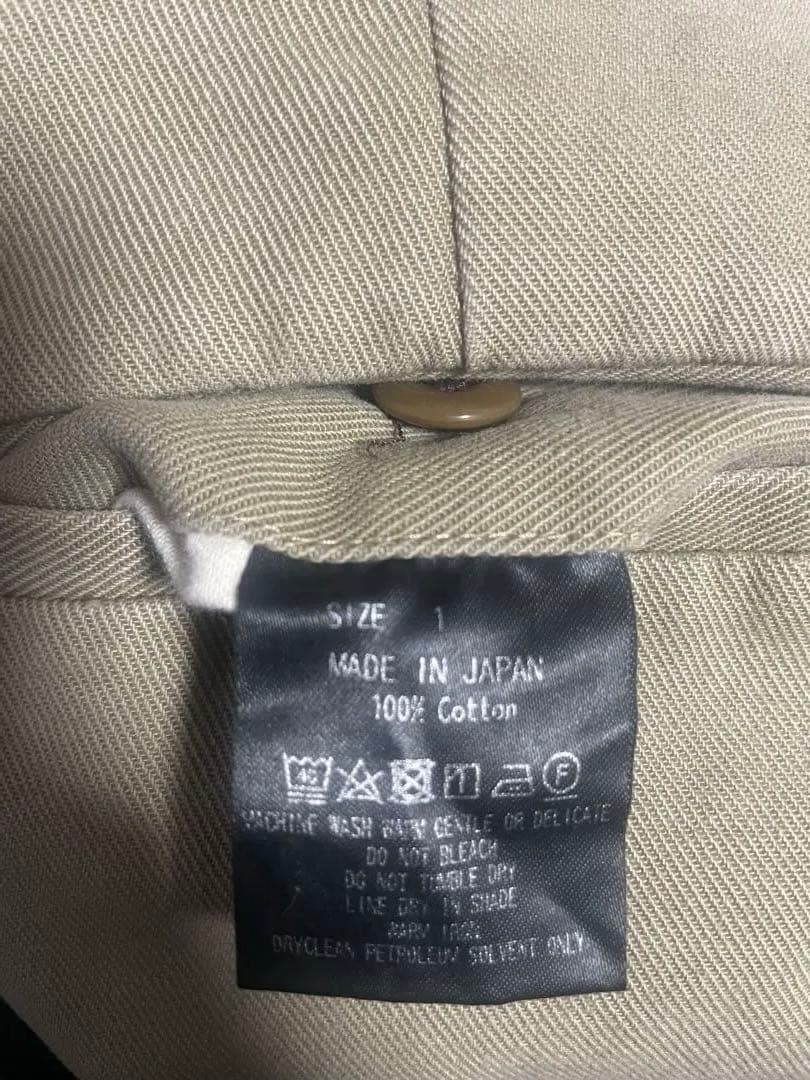 SIZE 1
MADE IN JAPAN
100% Cotton
40 F
MACHINE WASH WARM GENTLE OR DELICATE
DO NOT BLEACH
DO NOT TUMBLE DRY
LINE DRY IN SHADE
WARM IRON
DRYCLEAN PETROLEUM SOLVENT ONLY